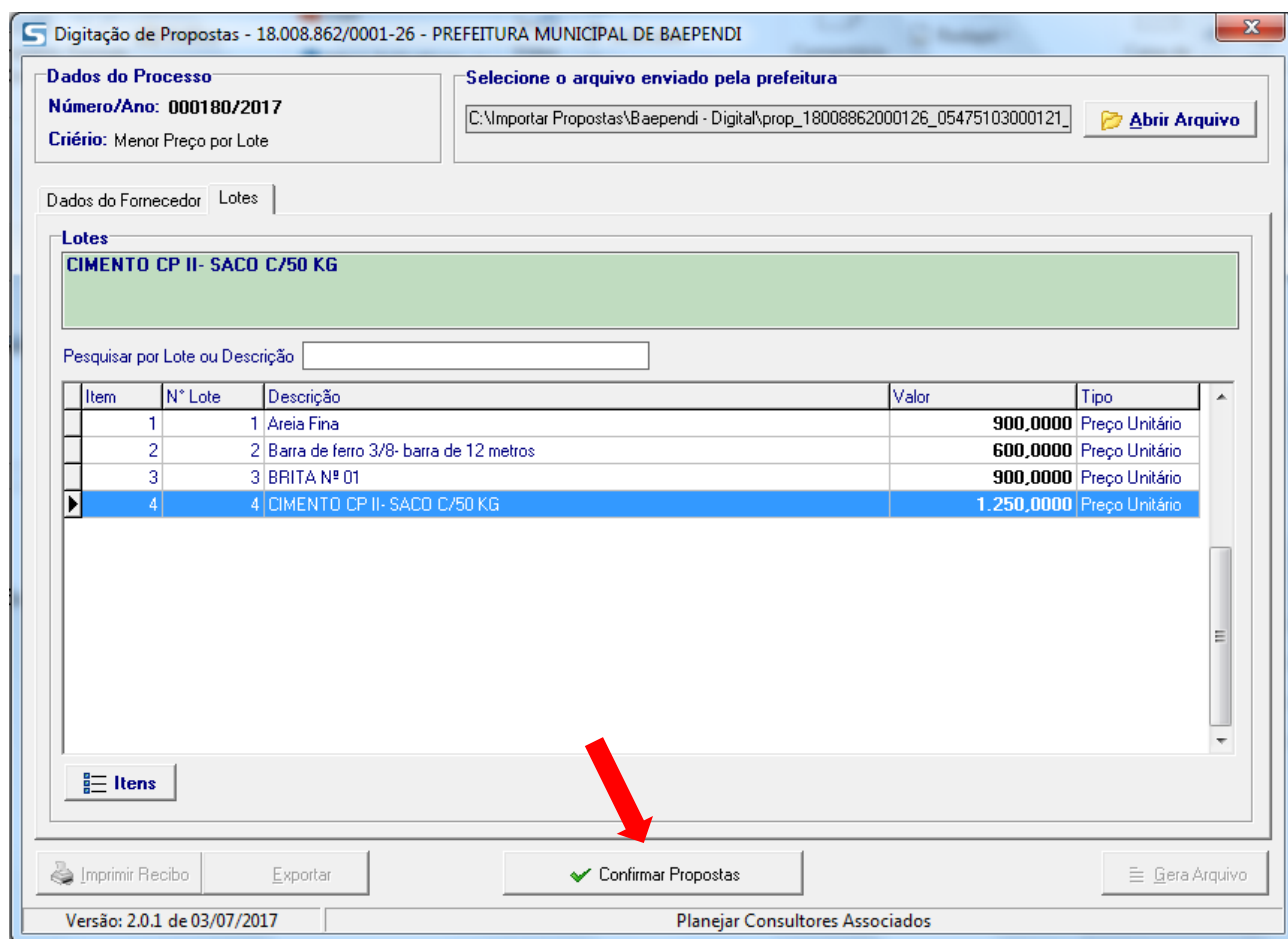 Digitação de Propostas - 18.008.862/0001-26 - PREFEITURA MUNICIPAL DE BAEPENDI
Dados do Processo
Número/Ano: 000180/2017
Criério: Menor Preço por Lote
Selecione o arquivo enviado pela prefeitura
C:\Importar Propostas\Baependi - Digital\prop_18008862000126_05475103000121_
Abrir Arquivo
Dados do Fornecedor Lotes
Lotes
CIMENTO CP II- SACO C/50 KG
Pesquisar por Lote ou Descrição
Item N° Lote Descrição Valor Tipo
1 1 Areia Fina 900,0000 Preço Unitário
2 2 Barra de ferro 3/8- barra de 12 metros 600,0000 Preço Unitário
3 3 BRITA Nº 01 900,0000 Preço Unitário
4 4 CIMENTO CP II- SACO C/50 KG 1.250,0000 Preço Unitário
Itens
Imprimir Recibo Exportar Confirmar Propostas Gera Arquivo
Versão: 2.0.1 de 03/07/2017 Planejar Consultores Associados